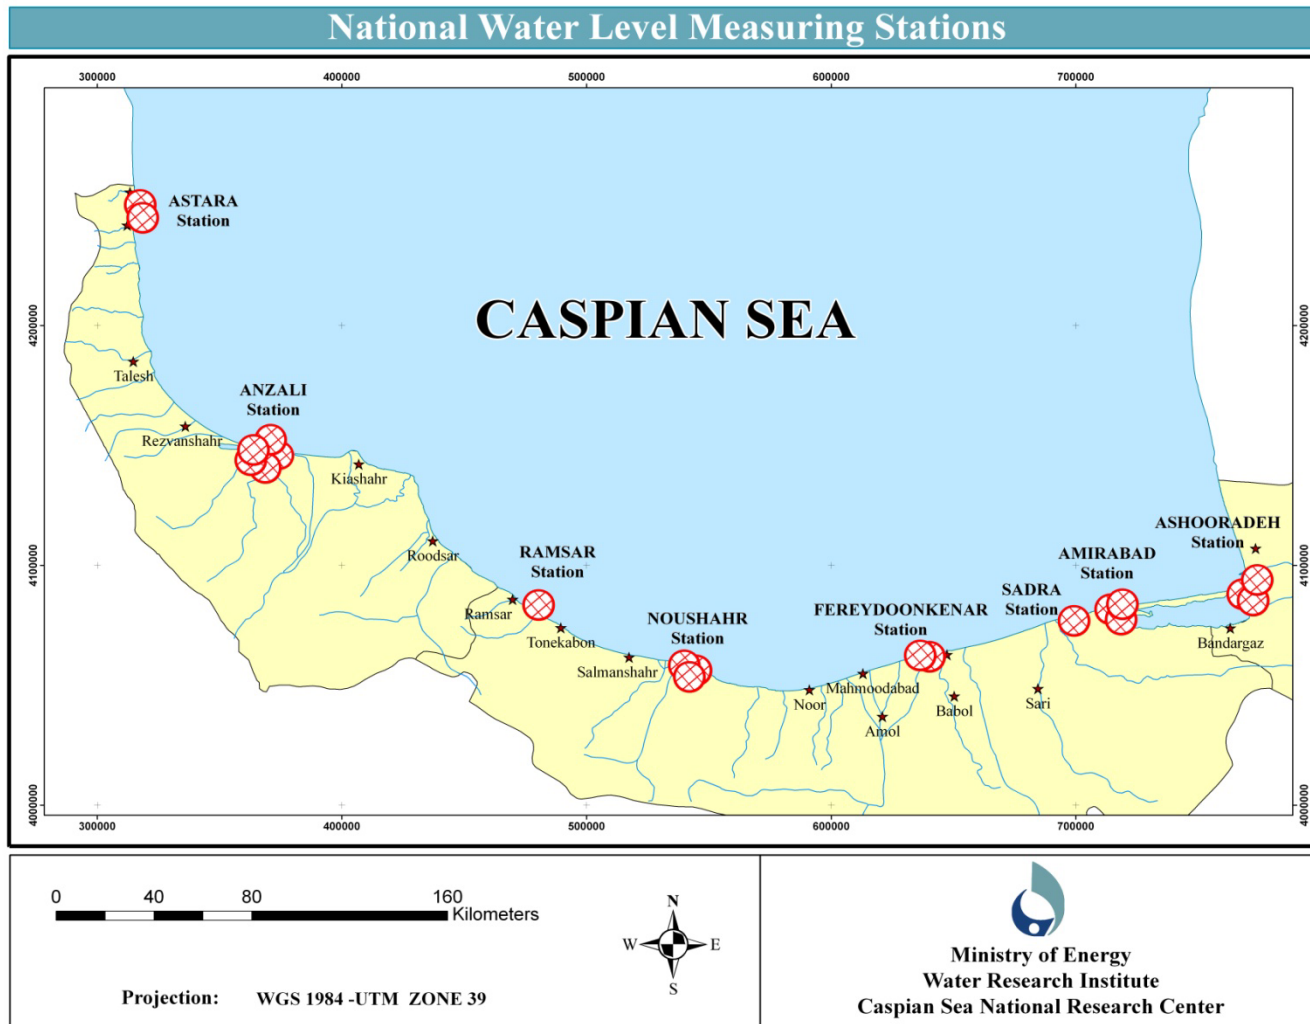 National Water Level Measuring Stations
300000 400000 500000 600000 700000
ASTARA
Station
4200000
4200000
CASPIAN SEA
Talesh
ANZALI
Station
Rezvanshahr
Kiashahr
ASHOORADEH
Station
AMIRABAD
Station
Roodsar
RAMSAR
Station
4100000
4100000
SADRA
Station
Ramsar
FEREYDOONKENAR
Station
NOUSHAHR
Station
Tonekabon
Bandargaz
Salmanshahr
Mahmoodabad
Noor
Babol
Sari
Amol
4000000
4000000
300000 400000 500000 600000 700000
0 40 80 160
Kilometers
N
W E
S
Projection: WGS 1984 -UTM ZONE 39
Ministry of Energy
Water Research Institute
Caspian Sea National Research Center